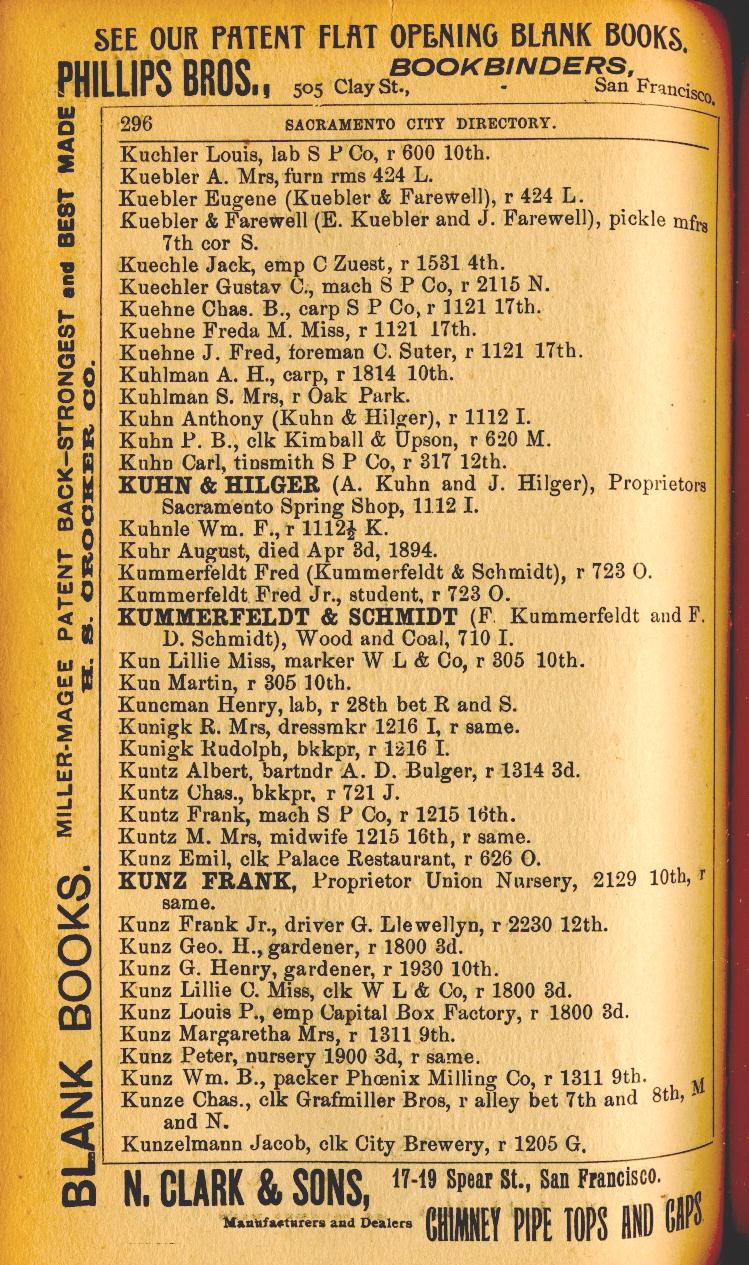 SEE OUR PATENT FLAT OPENING BLANK BOOKS.
PHILLIPS BROS., 505 Clay St., BOOKBINDERS, - San Francisco.
BLANK BOOKS. MILLER-MAGEE PATENT BACK—STRONGEST and BEST MADE
H. S. CROCKER CO.
296 SACRAMENTO CITY DIRECTORY.
Kuchler Louis, lab S P Co, r 600 10th.
Kuebler A. Mrs, furn rms 424 L.
Kuebler Eugene (Kuebler & Farewell), r 424 L.
Kuebler & Farewell (E. Kuebler and J. Farewell), pickle mfrs
7th cor S.
Kuechle Jack, emp C Zuest, r 1531 4th.
Kuechler Gustav C., mach S P Co, r 2115 N.
Kuehne Chas. B., carp S P Co, r 1121 17th.
Kuehne Freda M. Miss, r 1121 17th.
Kuehne J. Fred, foreman C. Suter, r 1121 17th.
Kuhlman A. H., carp, r 1814 10th.
Kuhlman S. Mrs, r Oak Park.
Kuhn Anthony (Kuhn & Hilger), r 1112 I.
Kuhn P. B., clk Kimball & Upson, r 620 M.
Kuhn Carl, tinsmith S P Co, r 317 12th.
KUHN & HILGER (A. Kuhn and J. Hilger), Proprietors
Sacramento Spring Shop, 1112 I.
Kuhnle Wm. F., r 1112½ K.
Kuhr August, died Apr 3d, 1894.
Kummerfeldt Fred (Kummerfeldt & Schmidt), r 723 O.
Kummerfeldt Fred Jr., student, r 723 O.
KUMMERFELDT & SCHMIDT (F. Kummerfeldt and F.
D. Schmidt), Wood and Coal, 710 I.
Kun Lillie Miss, marker W L & Co, r 305 10th.
Kun Martin, r 305 10th.
Kuncman Henry, lab, r 28th bet R and S.
Kunigk R. Mrs, dressmkr 1216 I, r same.
Kunigk Rudolph, bkkpr, r 1216 I.
Kuntz Albert, bartndr A. D. Bulger, r 1314 3d.
Kuntz Chas., bkkpr, r 721 J.
Kuntz Frank, mach S P Co, r 1215 16th.
Kuntz M. Mrs, midwife 1215 16th, r same.
Kunz Emil, clk Palace Restaurant, r 626 O.
KUNZ FRANK, Proprietor Union Nursery, 2129 10th, r
same.
Kunz Frank Jr., driver G. Llewellyn, r 2230 12th.
Kunz Geo. H., gardener, r 1800 3d.
Kunz G. Henry, gardener, r 1930 10th.
Kunz Lillie C. Miss, clk W L & Co, r 1800 3d.
Kunz Louis P., emp Capital Box Factory, r 1800 3d.
Kunz Margaretha Mrs, r 1311 9th.
Kunz Peter, nursery 1900 3d, r same.
Kunz Wm. B., packer Phœnix Milling Co, r 1311 9th.
Kunze Chas., clk Grafmiller Bros, r alley bet 7th and 8th, M
and N.
Kunzelmann Jacob, clk City Brewery, r 1205 G.
N. CLARK & SONS, 17-19 Spear St., San Francisco.
Manufacturers and Dealers CHIMNEY PIPE TOPS AND CAPS